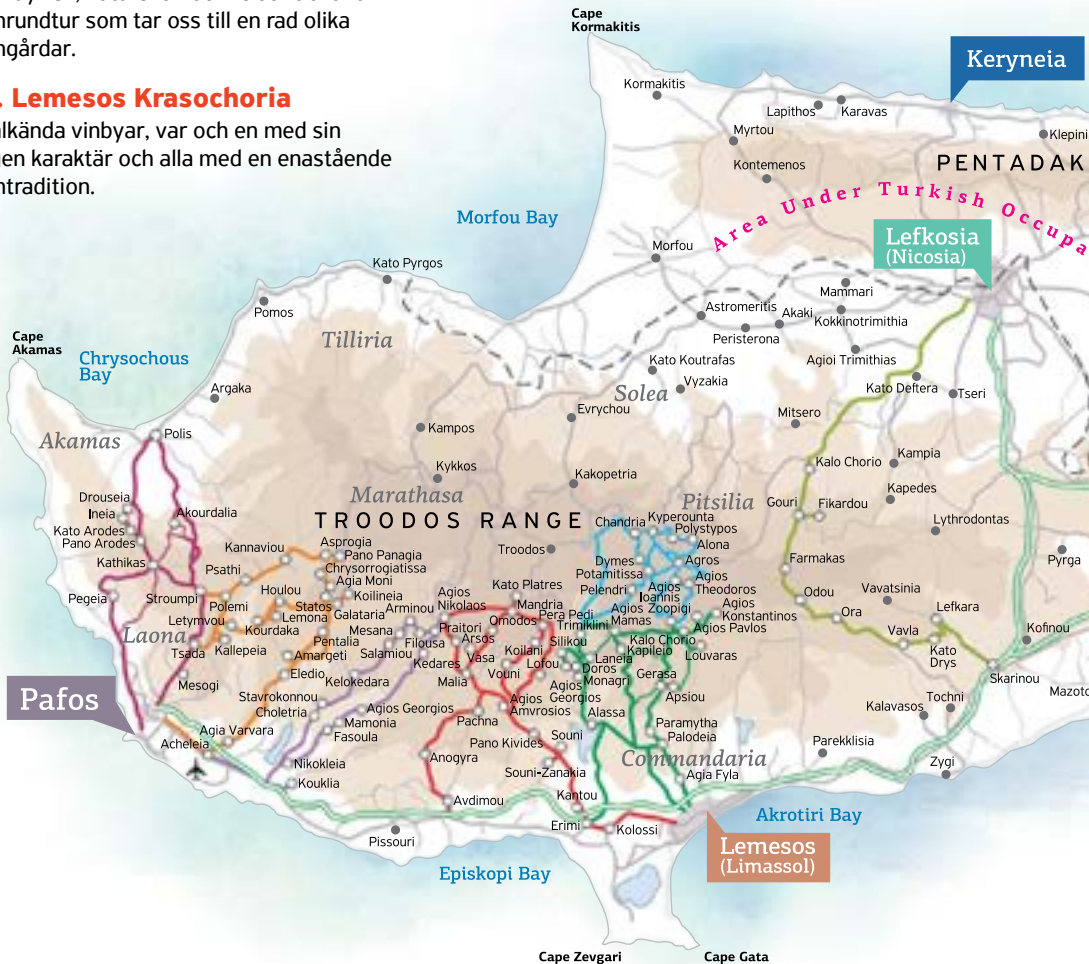 nrundtur som tar oss till en rad olika
ngårdar.
. Lemesos Krasochoria
lkända vinbyar, var och en med sin
gen karaktär och alla med en enastående
ntradition.
Cape
Kormakitis
Keryneia
Kormakitis
Lapithos
Karavas
Myrtou
Klepini
Kontemenos
PENTADAK
Area Under Turkish Occupa
Morfou Bay
Lefkosia
(Nicosia)
Morfou
Kato Pyrgos
Mammari
Pomos
Astromeritis
Akaki
Kokkinotrimithia
Peristerona
Tilliria
Cape
Akamas
Chrysochous
Bay
Agioi Trimithias
Kato Koutrafas
Vyzakia
Kato Deftera
Tseri
Argaka
Solea
Evrychou
Mitsero
Akamas
Polis
Kampos
Kampia
Kalo Chorio
Kykkos
Kakopetria
Kapedes
Marathasa
Pitsilia
Drouseia
Ineia
Gouri
Fikardou
Akourdalia
TROODOS RANGE
Chandria
Kyperounta
Polystypos
Kato Arodes
Pano Arodes
Lythrodontas
Alona
Asprogia
Kannaviou
Troodos
Pano Panagia
Pyrga
Kathikas
Dymes
Agros
Farmakas
Psathi
Chrysorrogiatissa
Potamitissa
Agios
Theodoros
Agia Moni
Kato Platres
Pelendri
Agios
Ioannis
Vavatsinia
Pegeia
Stroumpi
Houlou
Koilineia
Agios
Nikolaos
Odou
Polemi
Statos
Arminou
Mandria
Agios
Mamas
Zoopigi
Agios
Konstantinos
Lefkara
Letymvou
Lemona
Galataria
Omodos
Pera Pedi
Ora
Kourdaka
Mesana
Praitori
Trimiklini
Agios Pavlos
Kofinou
Laona
Pentalia
Filousa
Arsos
Silikou
Kalo Chorio
Vavla
Tsada
Kallepeia
Salamiou
Koilani
Laneia
Kapileio
Louvaras
Kato
Drys
Amargeti
Kedares
Vasa
Lofou
Doros
Skarinou
Mesogi
Eledio
Kelokedara
Malia
Vouni
Monagri
Gerasa
Mazoto
Pafos
Stavrokonnou
Agios
Georgios
Apsiou
Tochni
Choletria
Agios Georgios
Agios
Amvrosios
Kalavasos
Mamonia
Pachna
Alassa
Paramytha
Agia Varvara
Fasoula
Souni
Palodeia
Acheleia
Pano Kivides
Parekklisia
Anogyra
Commandaria
Nikokleia
Souni-Zanakia
Zygi
Kouklia
Agia Fyla
Avdimou
Kantou
Akrotiri Bay
Pissouri
Erimi
Kolossi
Lemesos
(Limassol)
Episkopi Bay
Cape Zevgari
Cape Gata